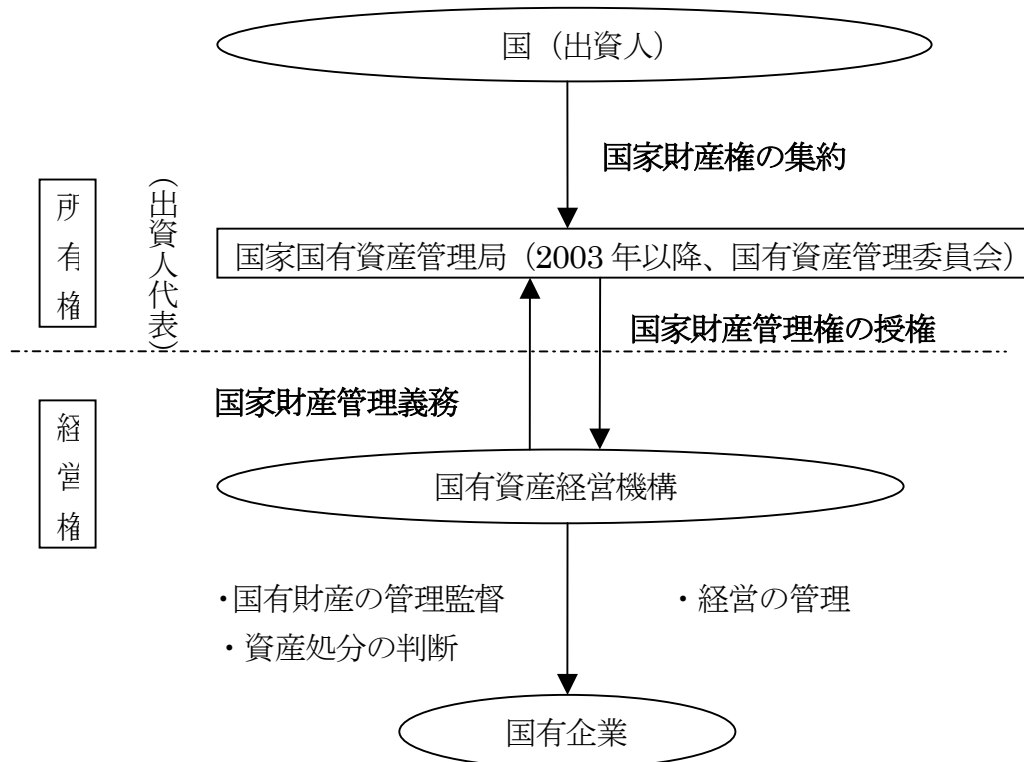 国（出資人）
国家財産権の集約
所有権
（出資人代表）
国家国有資産管理局（2003 年以降、国有資産管理委員会）
国家財産管理権の授権
国家財産管理義務
経営権
国有資産経営機構
・国有財産の管理監督
・経営の管理
・資産処分の判断
国有企業